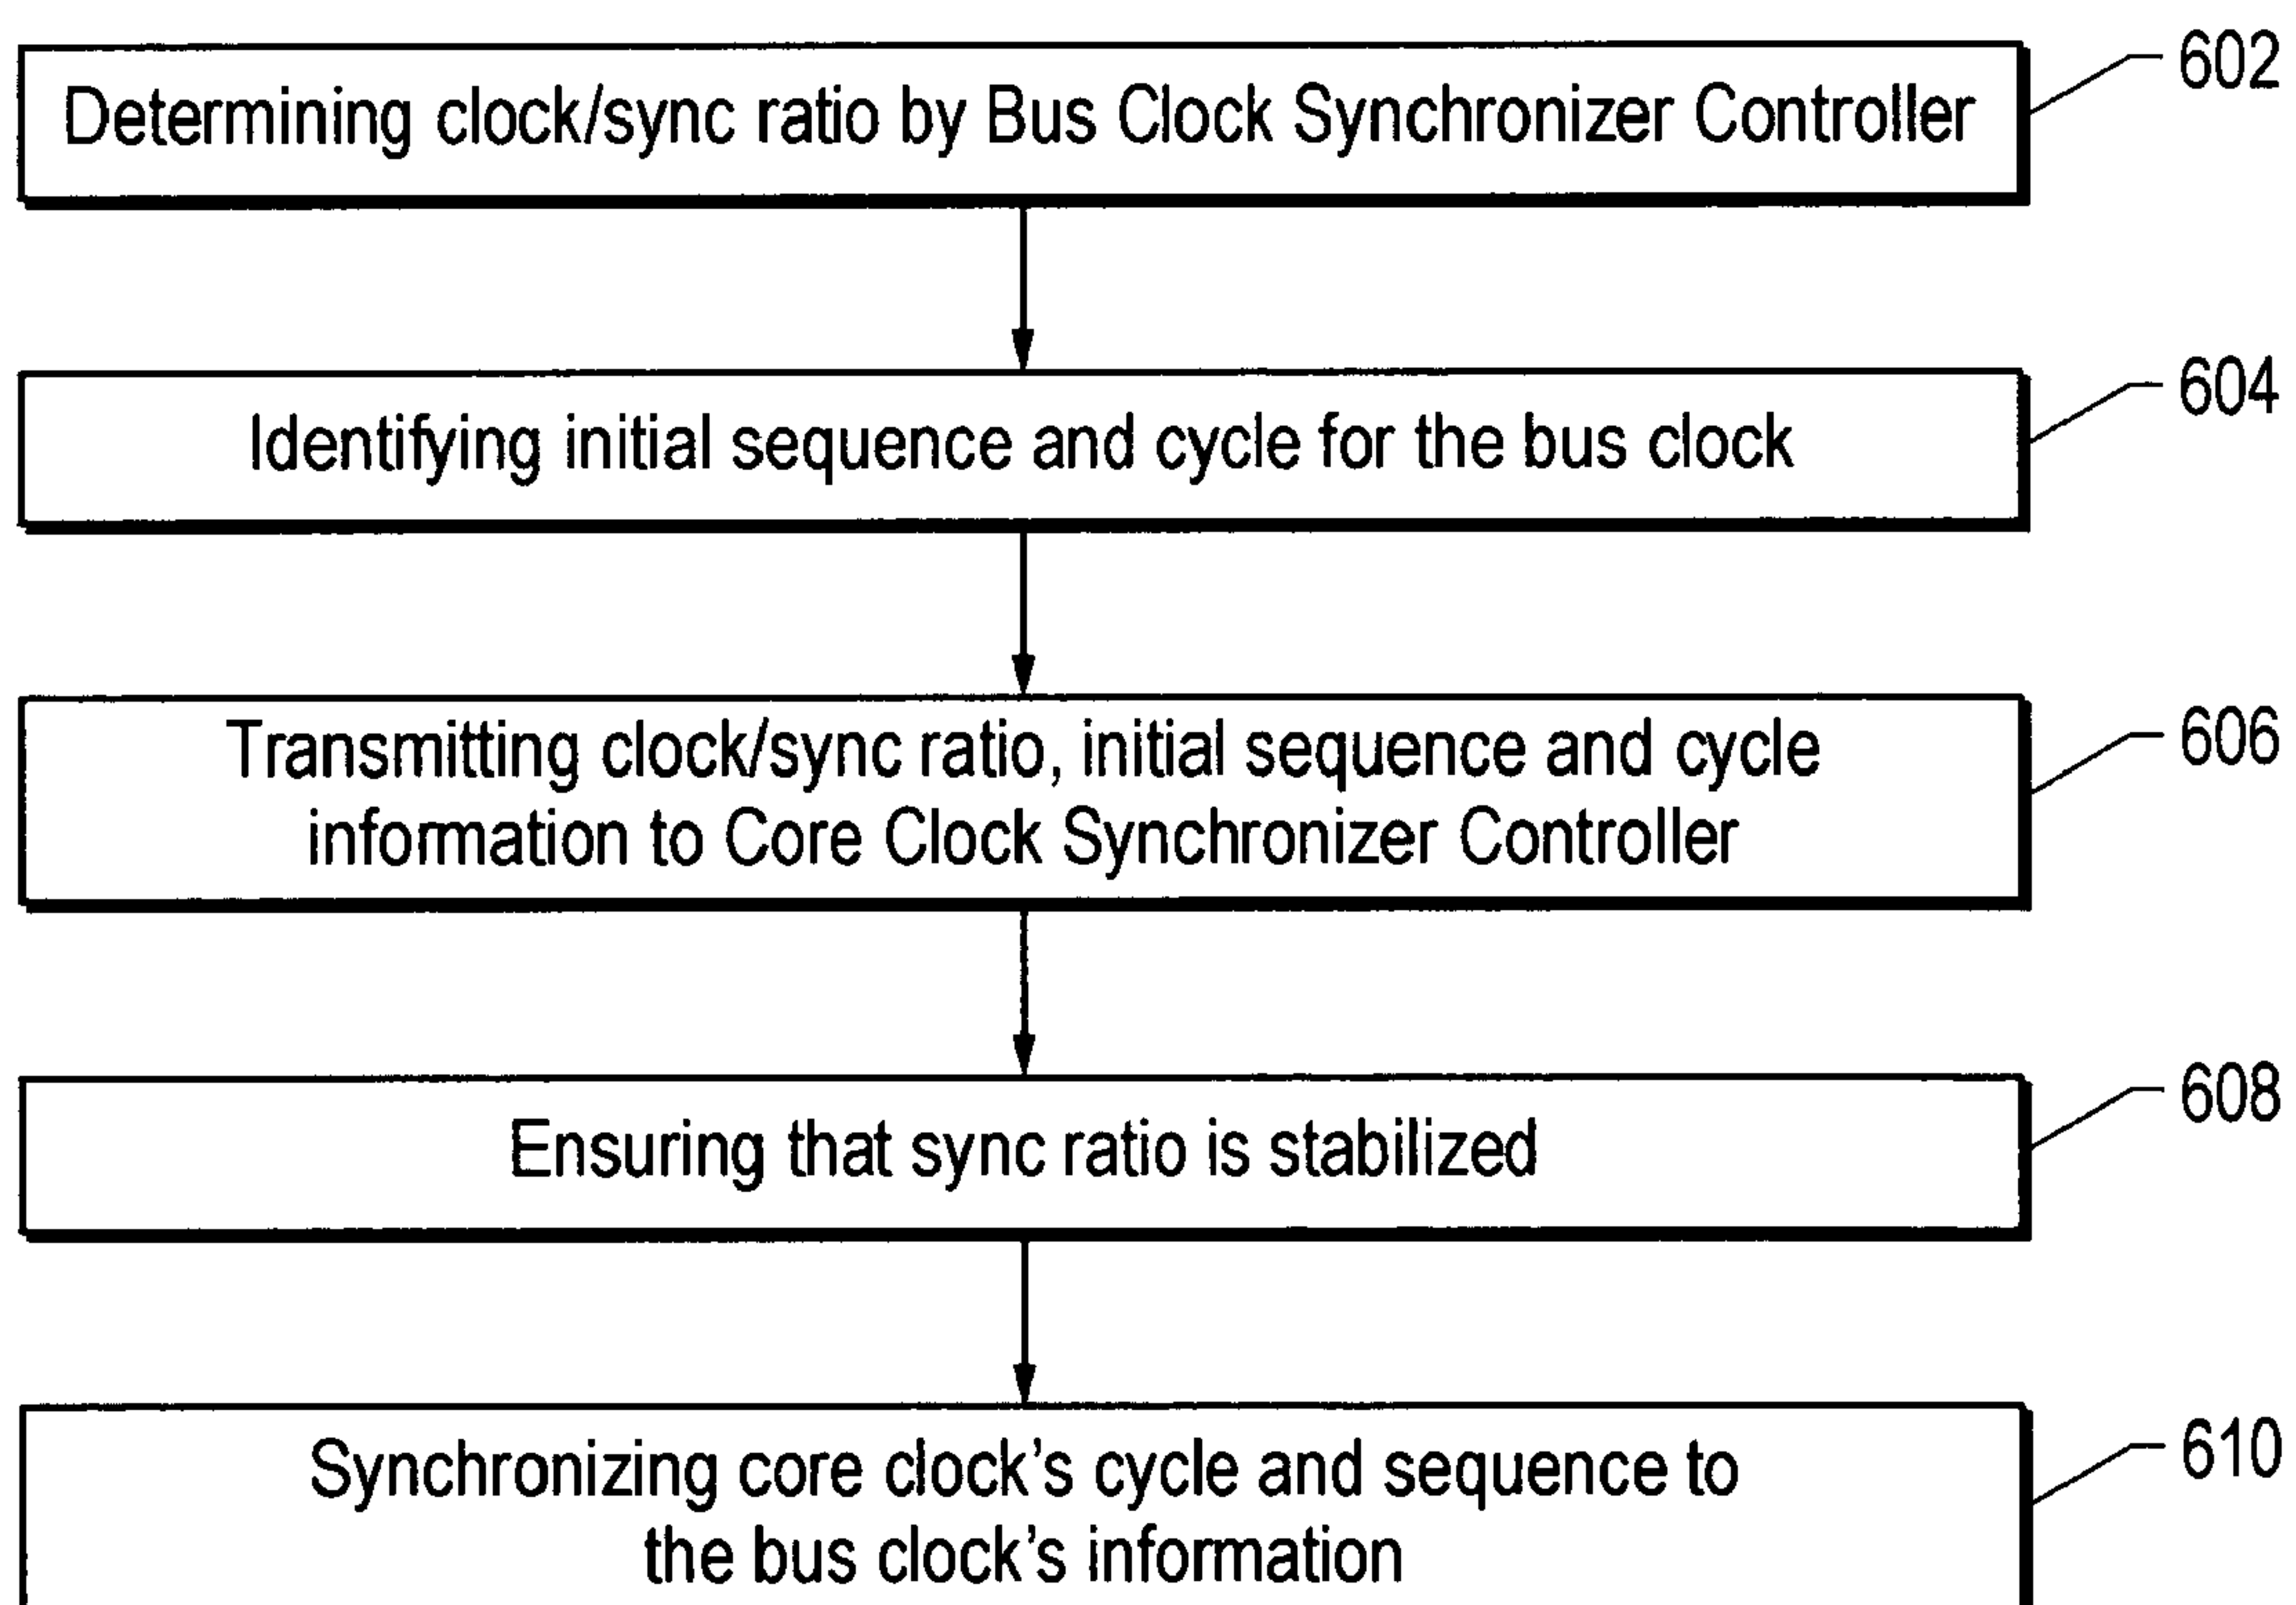 Determining clock/sync ratio by Bus Clock Synchronizer Controller
602
Identifying initial sequence and cycle for the bus clock
604
Transmitting clock/sync ratio, initial sequence and cycle
information to Core Clock Synchronizer Controller
606
Ensuring that sync ratio is stabilized
608
Synchronizing core clock's cycle and sequence to
the bus clock's information
610